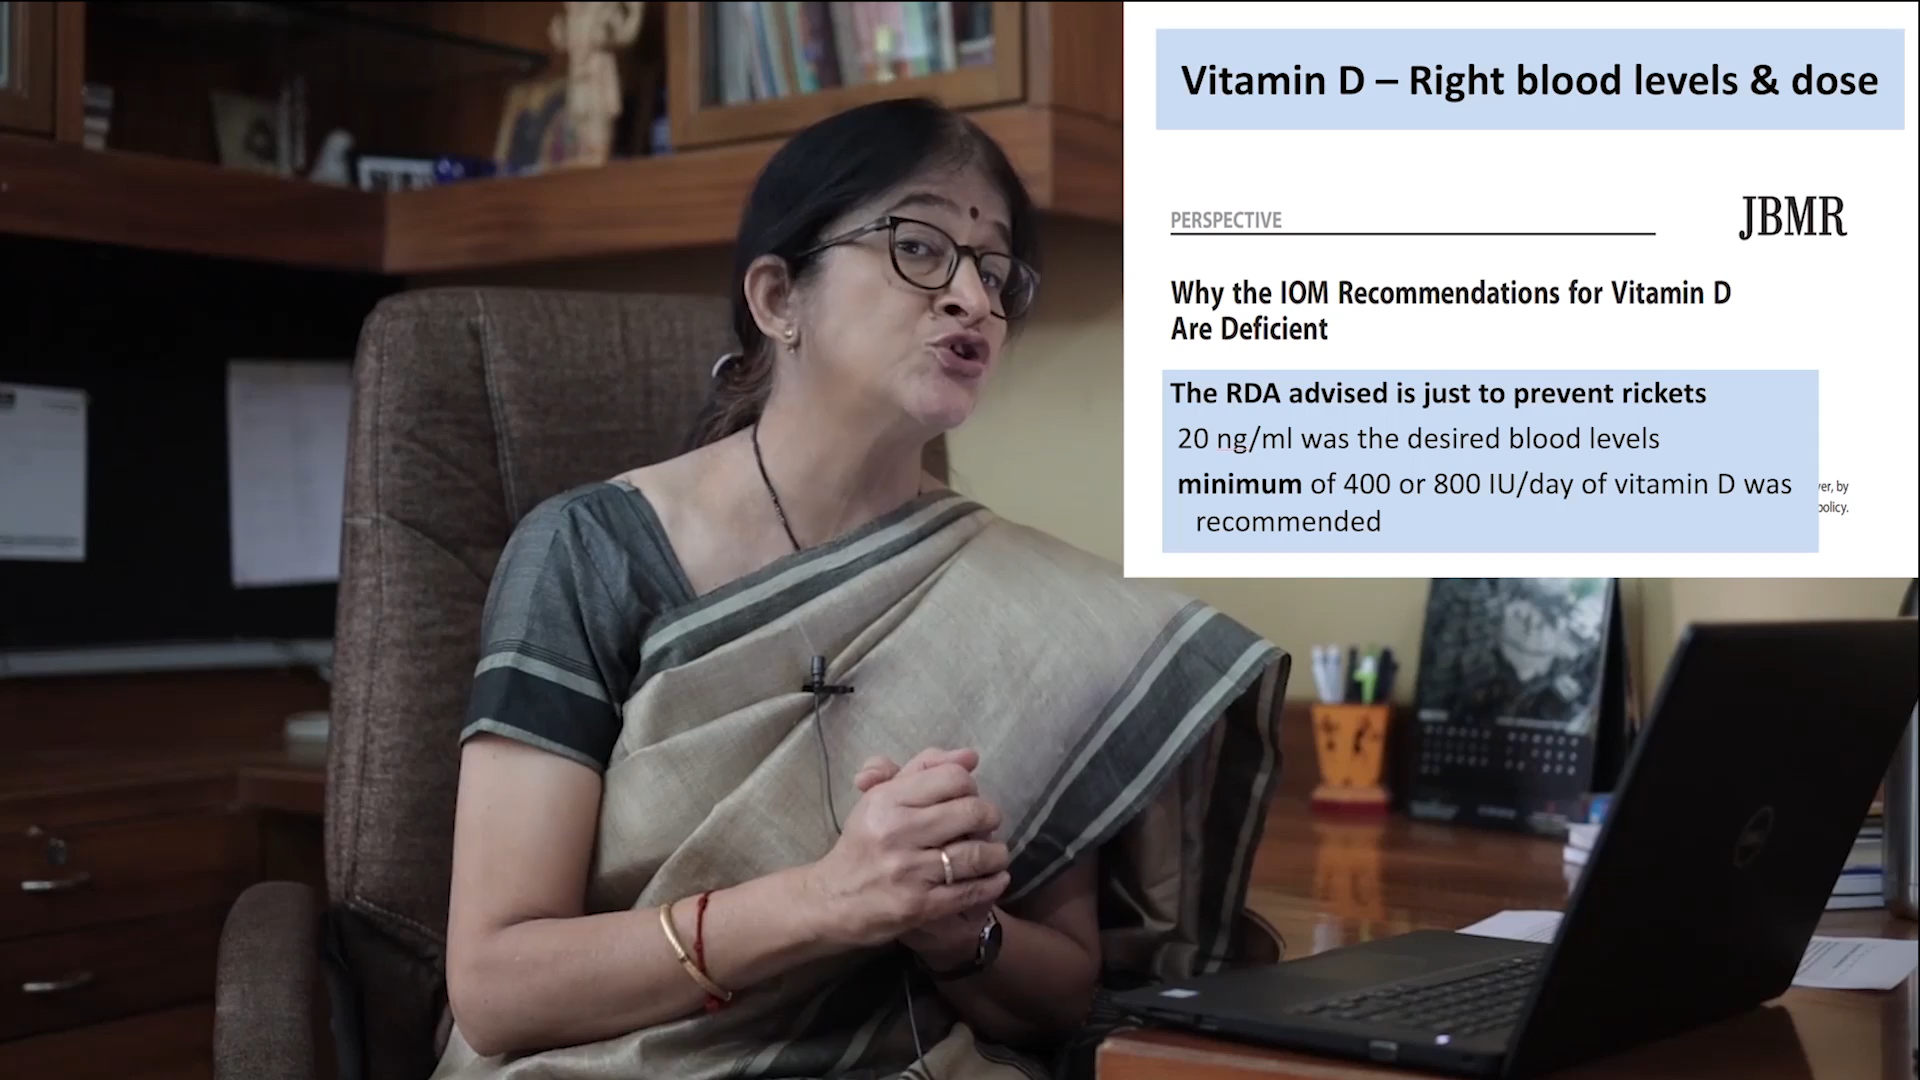 Vitamin D – Right blood levels & dose
PERSPECTIVE
JBMR
Why the IOM Recommendations for Vitamin D
Are Deficient
The RDA advised is just to prevent rickets
20 ng/ml was the desired blood levels
minimum of 400 or 800 IU/day of vitamin D was
recommended
by
policy.